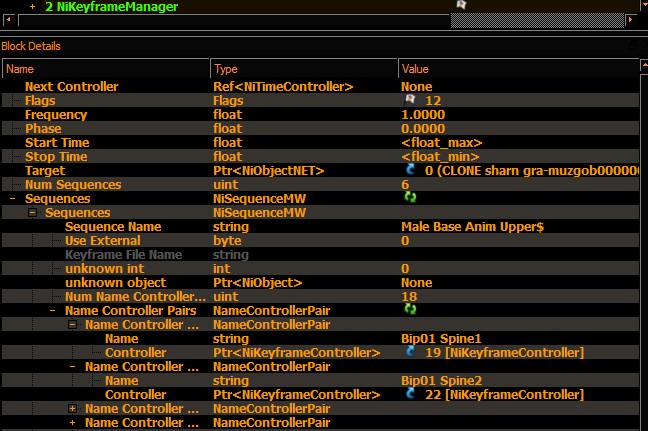 2 NiKeyframeManager
Block Details
Name Type Value
Next Controller Ref<NiTimeController> None
Flags Flags 12
Frequency float 1.0000
Phase float 0.0000
Start Time float <float_max>
Stop Time float <float_min>
Target Ptr<NiObjectNET> 0 (CLONE sharn gra-muzgob000000
Num Sequences uint 6
Sequences NiSequenceMW
Sequences NiSequenceMW
Sequence Name string Male Base Anim Upper$
Use External byte 0
Keyframe File Name string
unknown int int 0
unknown object Ptr<NiObject> None
Num Name Controller... uint 18
Name Controller Pairs NameControllerPair
Name Controller ... NameControllerPair
Name string Bip01 Spine1
Controller Ptr<NiKeyframeController> 19 [NiKeyframeController]
Name Controller ... NameControllerPair
Name string Bip01 Spine2
Controller Ptr<NiKeyframeController> 22 [NiKeyframeController]
Name Controller ... NameControllerPair
Name Controller ... NameControllerPair